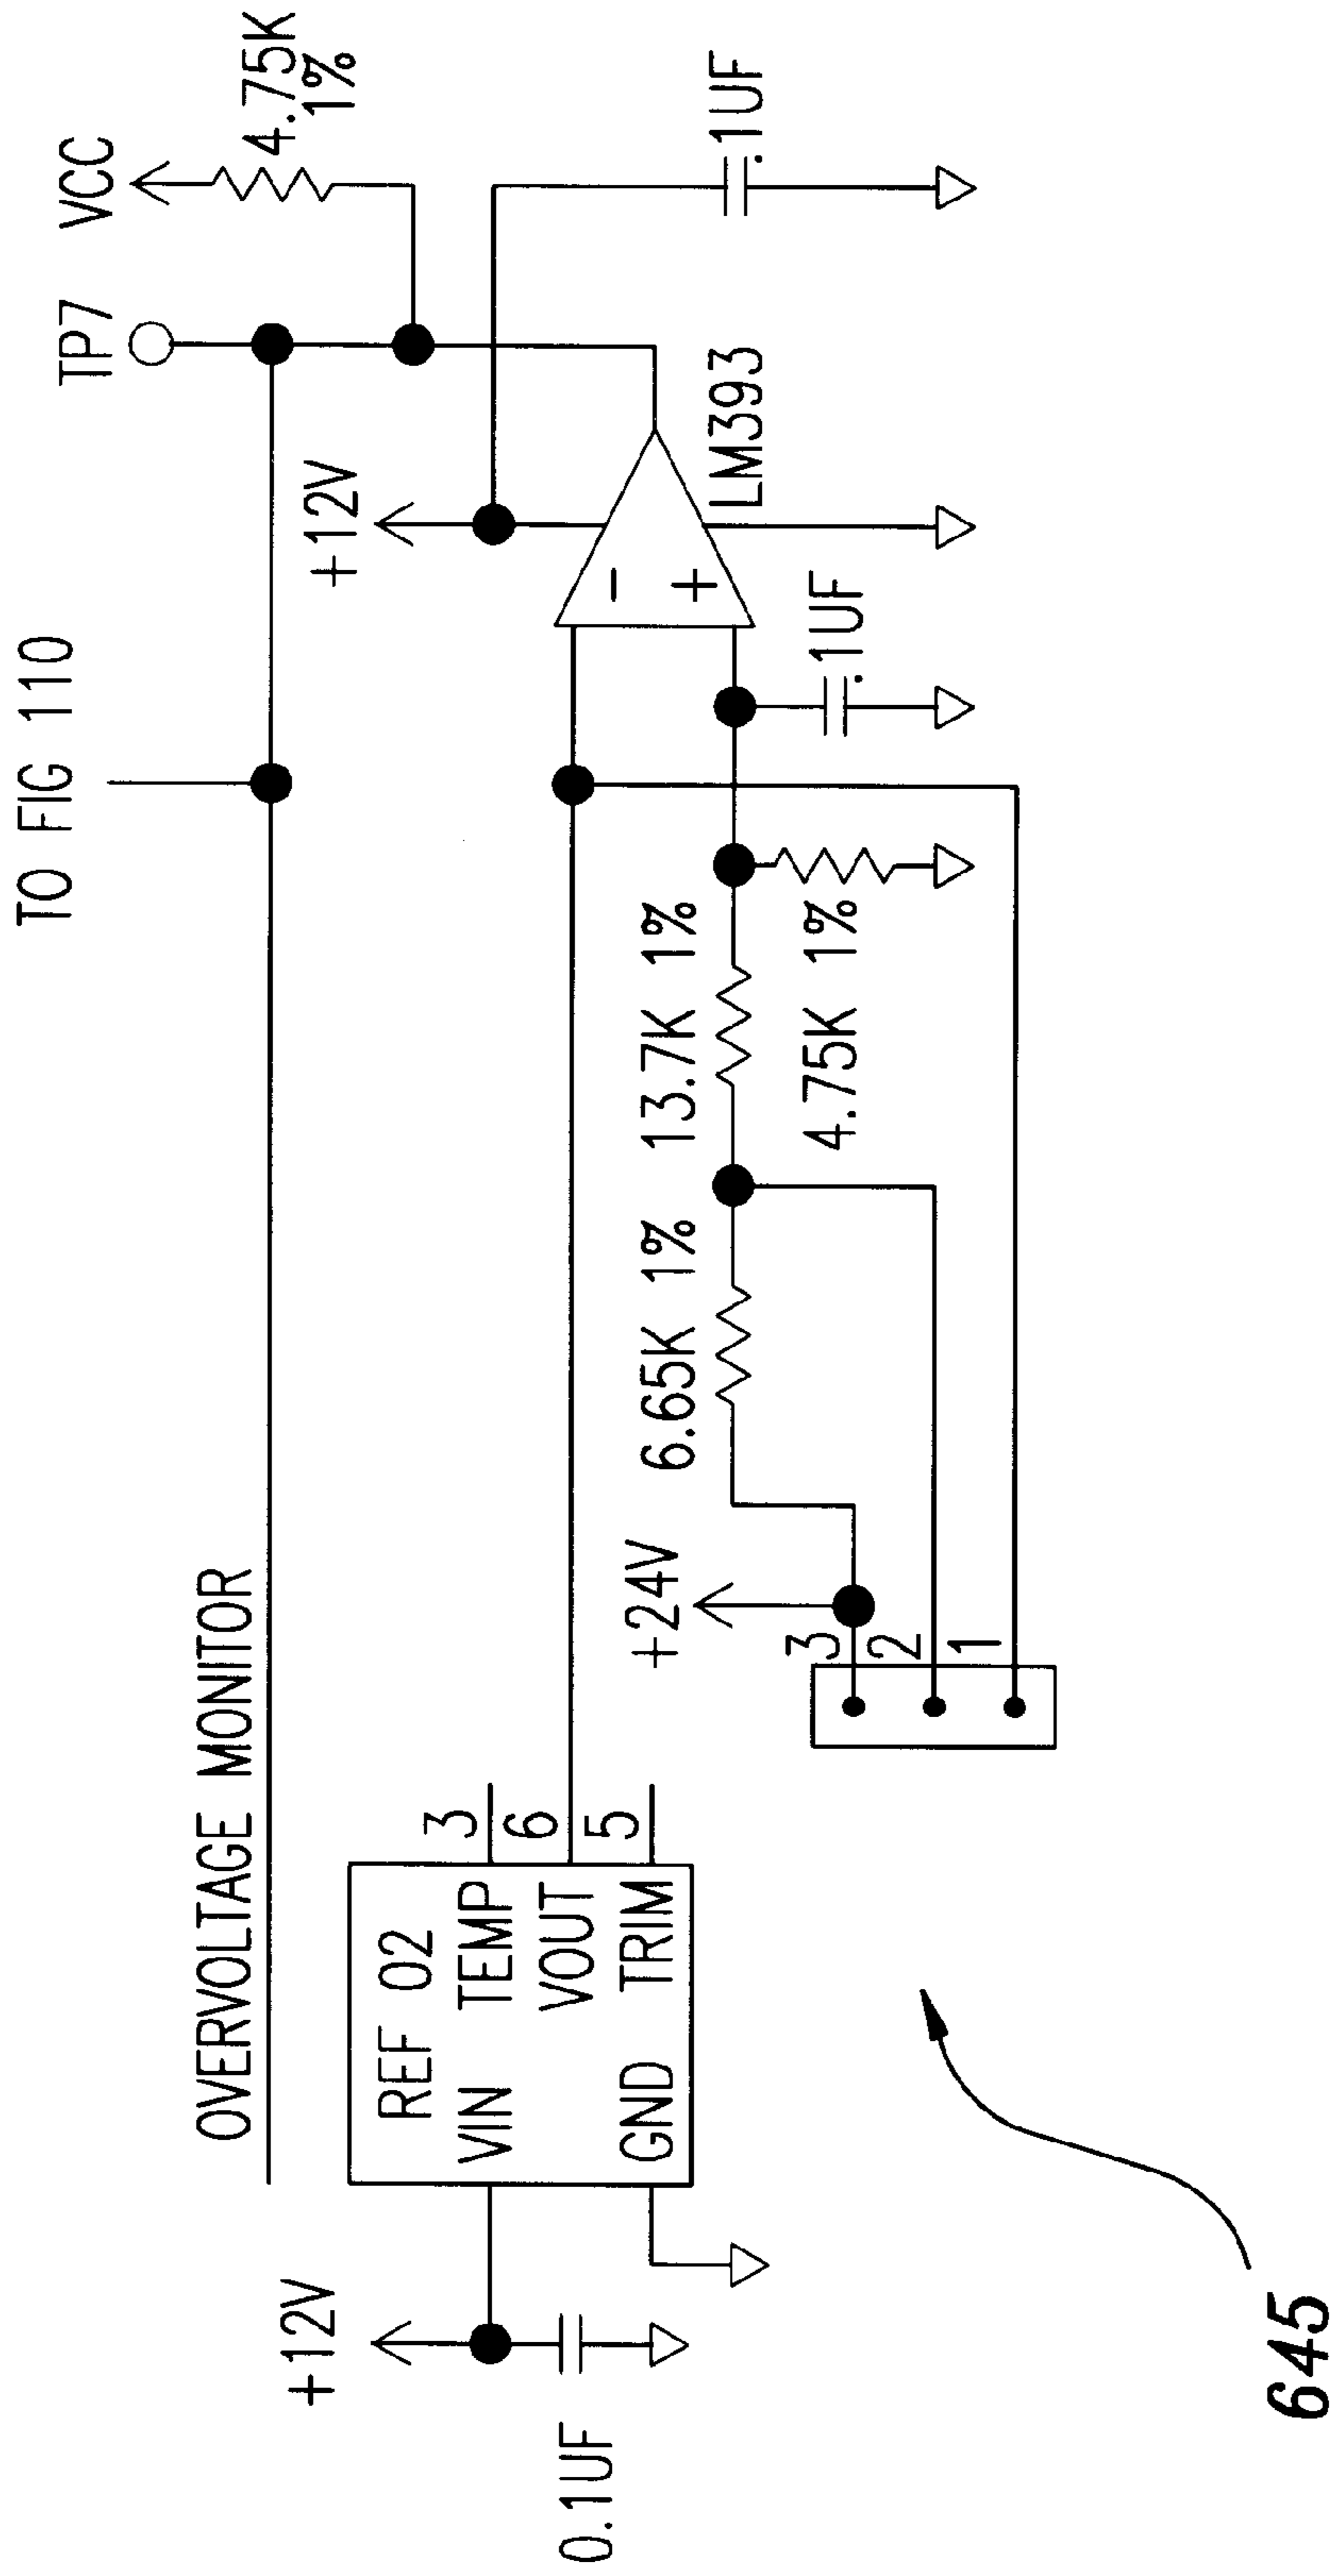 TO FIG 110
TP7
VCC
4.75K
1%
OVERVOLTAGE MONITOR
+12V
+12V
0.1UF
REF 02
VIN
TEMP
VOUT
GND
TRIM
3
6
5
-
+
LM393
.1UF
.1UF
+24V
6.65K 1%
13.7K 1%
4.75K 1%
3
2
1
645